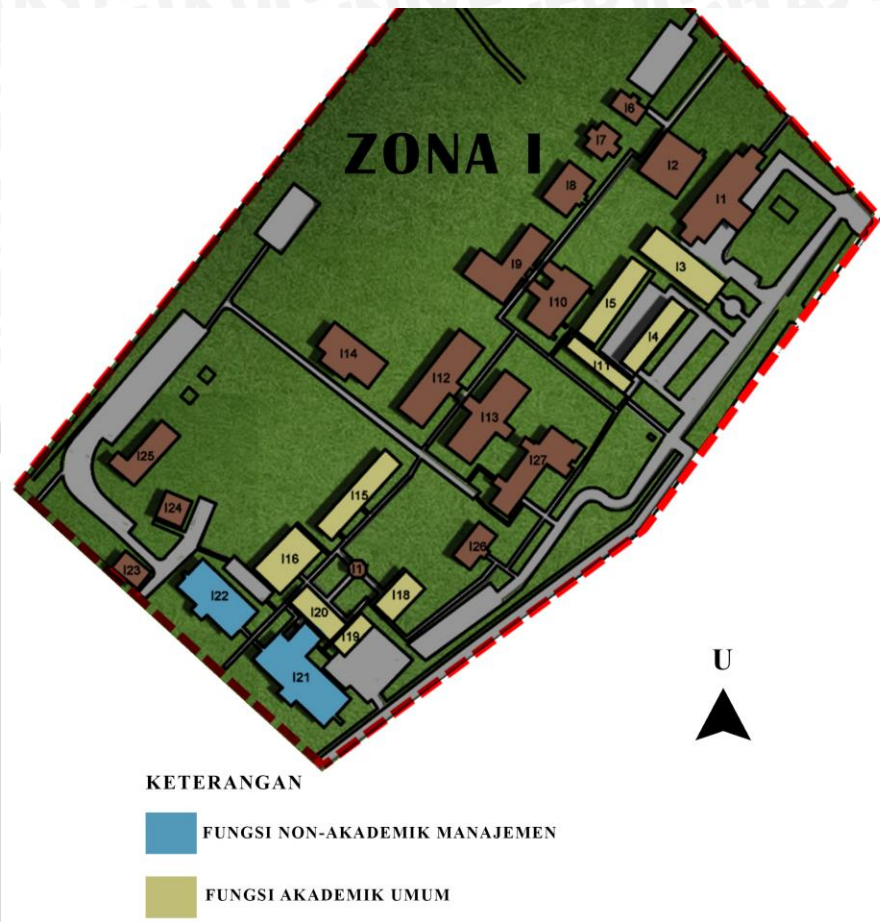 ZONA I
I6
I7
I2
I8
I1
I3
I9
I10
I5
I4
I11
I14
I12
I13
I27
I25
I15
I24
I26
I16
I1
I23
I22
I18
I20
I19
I21
U
KETERANGAN
FUNGSI NON-AKADEMIK MANAJEMEN
FUNGSI AKADEMIK UMUM